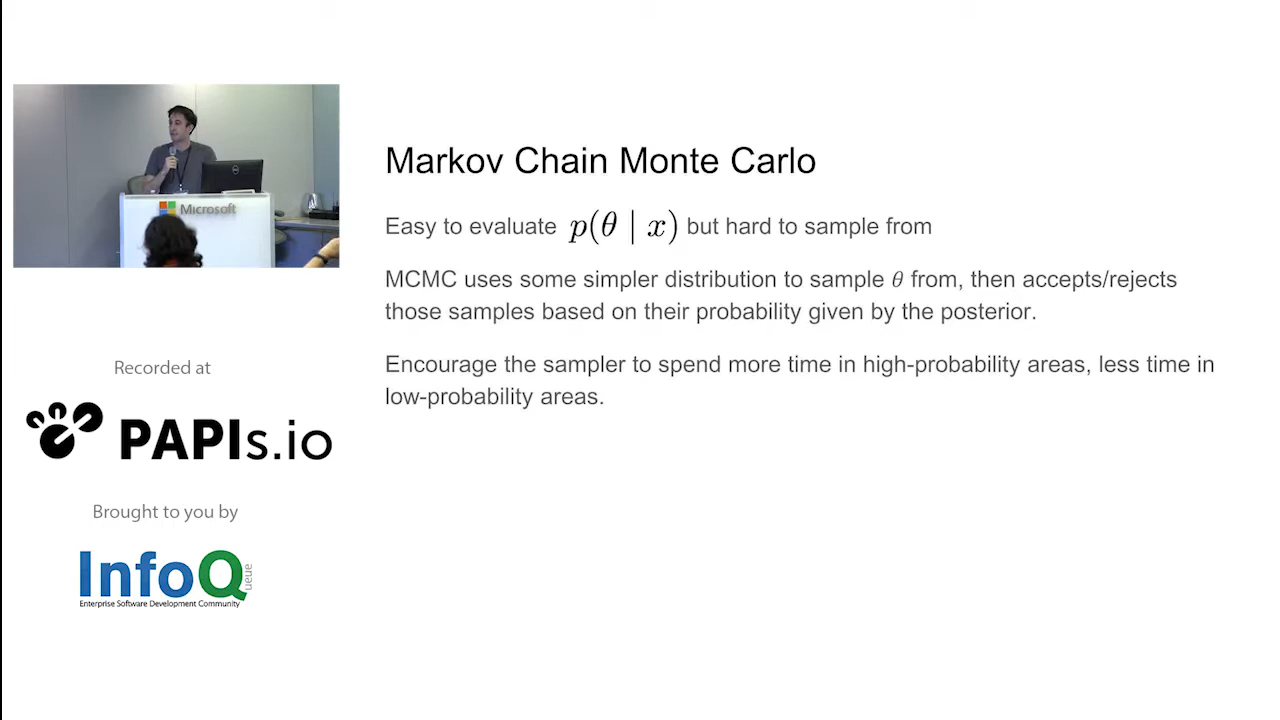 Microsoft
DELL
Markov Chain Monte Carlo
Easy to evaluate p(θ | x) but hard to sample from
MCMC uses some simpler distribution to sample θ from, then accepts/rejects
those samples based on their probability given by the posterior.
Encourage the sampler to spend more time in high-probability areas, less time in
low-probability areas.
Recorded at
PAPIs.io
Brought to you by
InfoQueue
Enterprise Software Development Community